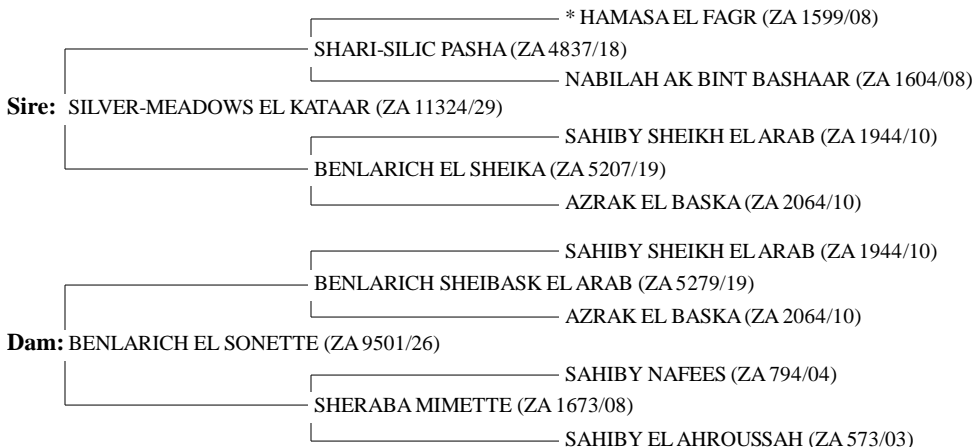 * HAMASA EL FAGR (ZA 1599/08)
SHARI-SILIC PASHA (ZA 4837/18)
NABILAH AK BINT BASHAAR (ZA 1604/08)
Sire: SILVER-MEADOWS EL KATAAR (ZA 11324/29)
SAHIBY SHEIKH EL ARAB (ZA 1944/10)
BENLARICH EL SHEIKA (ZA 5207/19)
AZRAK EL BASKA (ZA 2064/10)
SAHIBY SHEIKH EL ARAB (ZA 1944/10)
BENLARICH SHEIBASK EL ARAB (ZA 5279/19)
AZRAK EL BASKA (ZA 2064/10)
Dam: BENLARICH EL SONETTE (ZA 9501/26)
SAHIBY NAFEES (ZA 794/04)
SHERABA MIMETTE (ZA 1673/08)
SAHIBY EL AHROUSSAH (ZA 573/03)